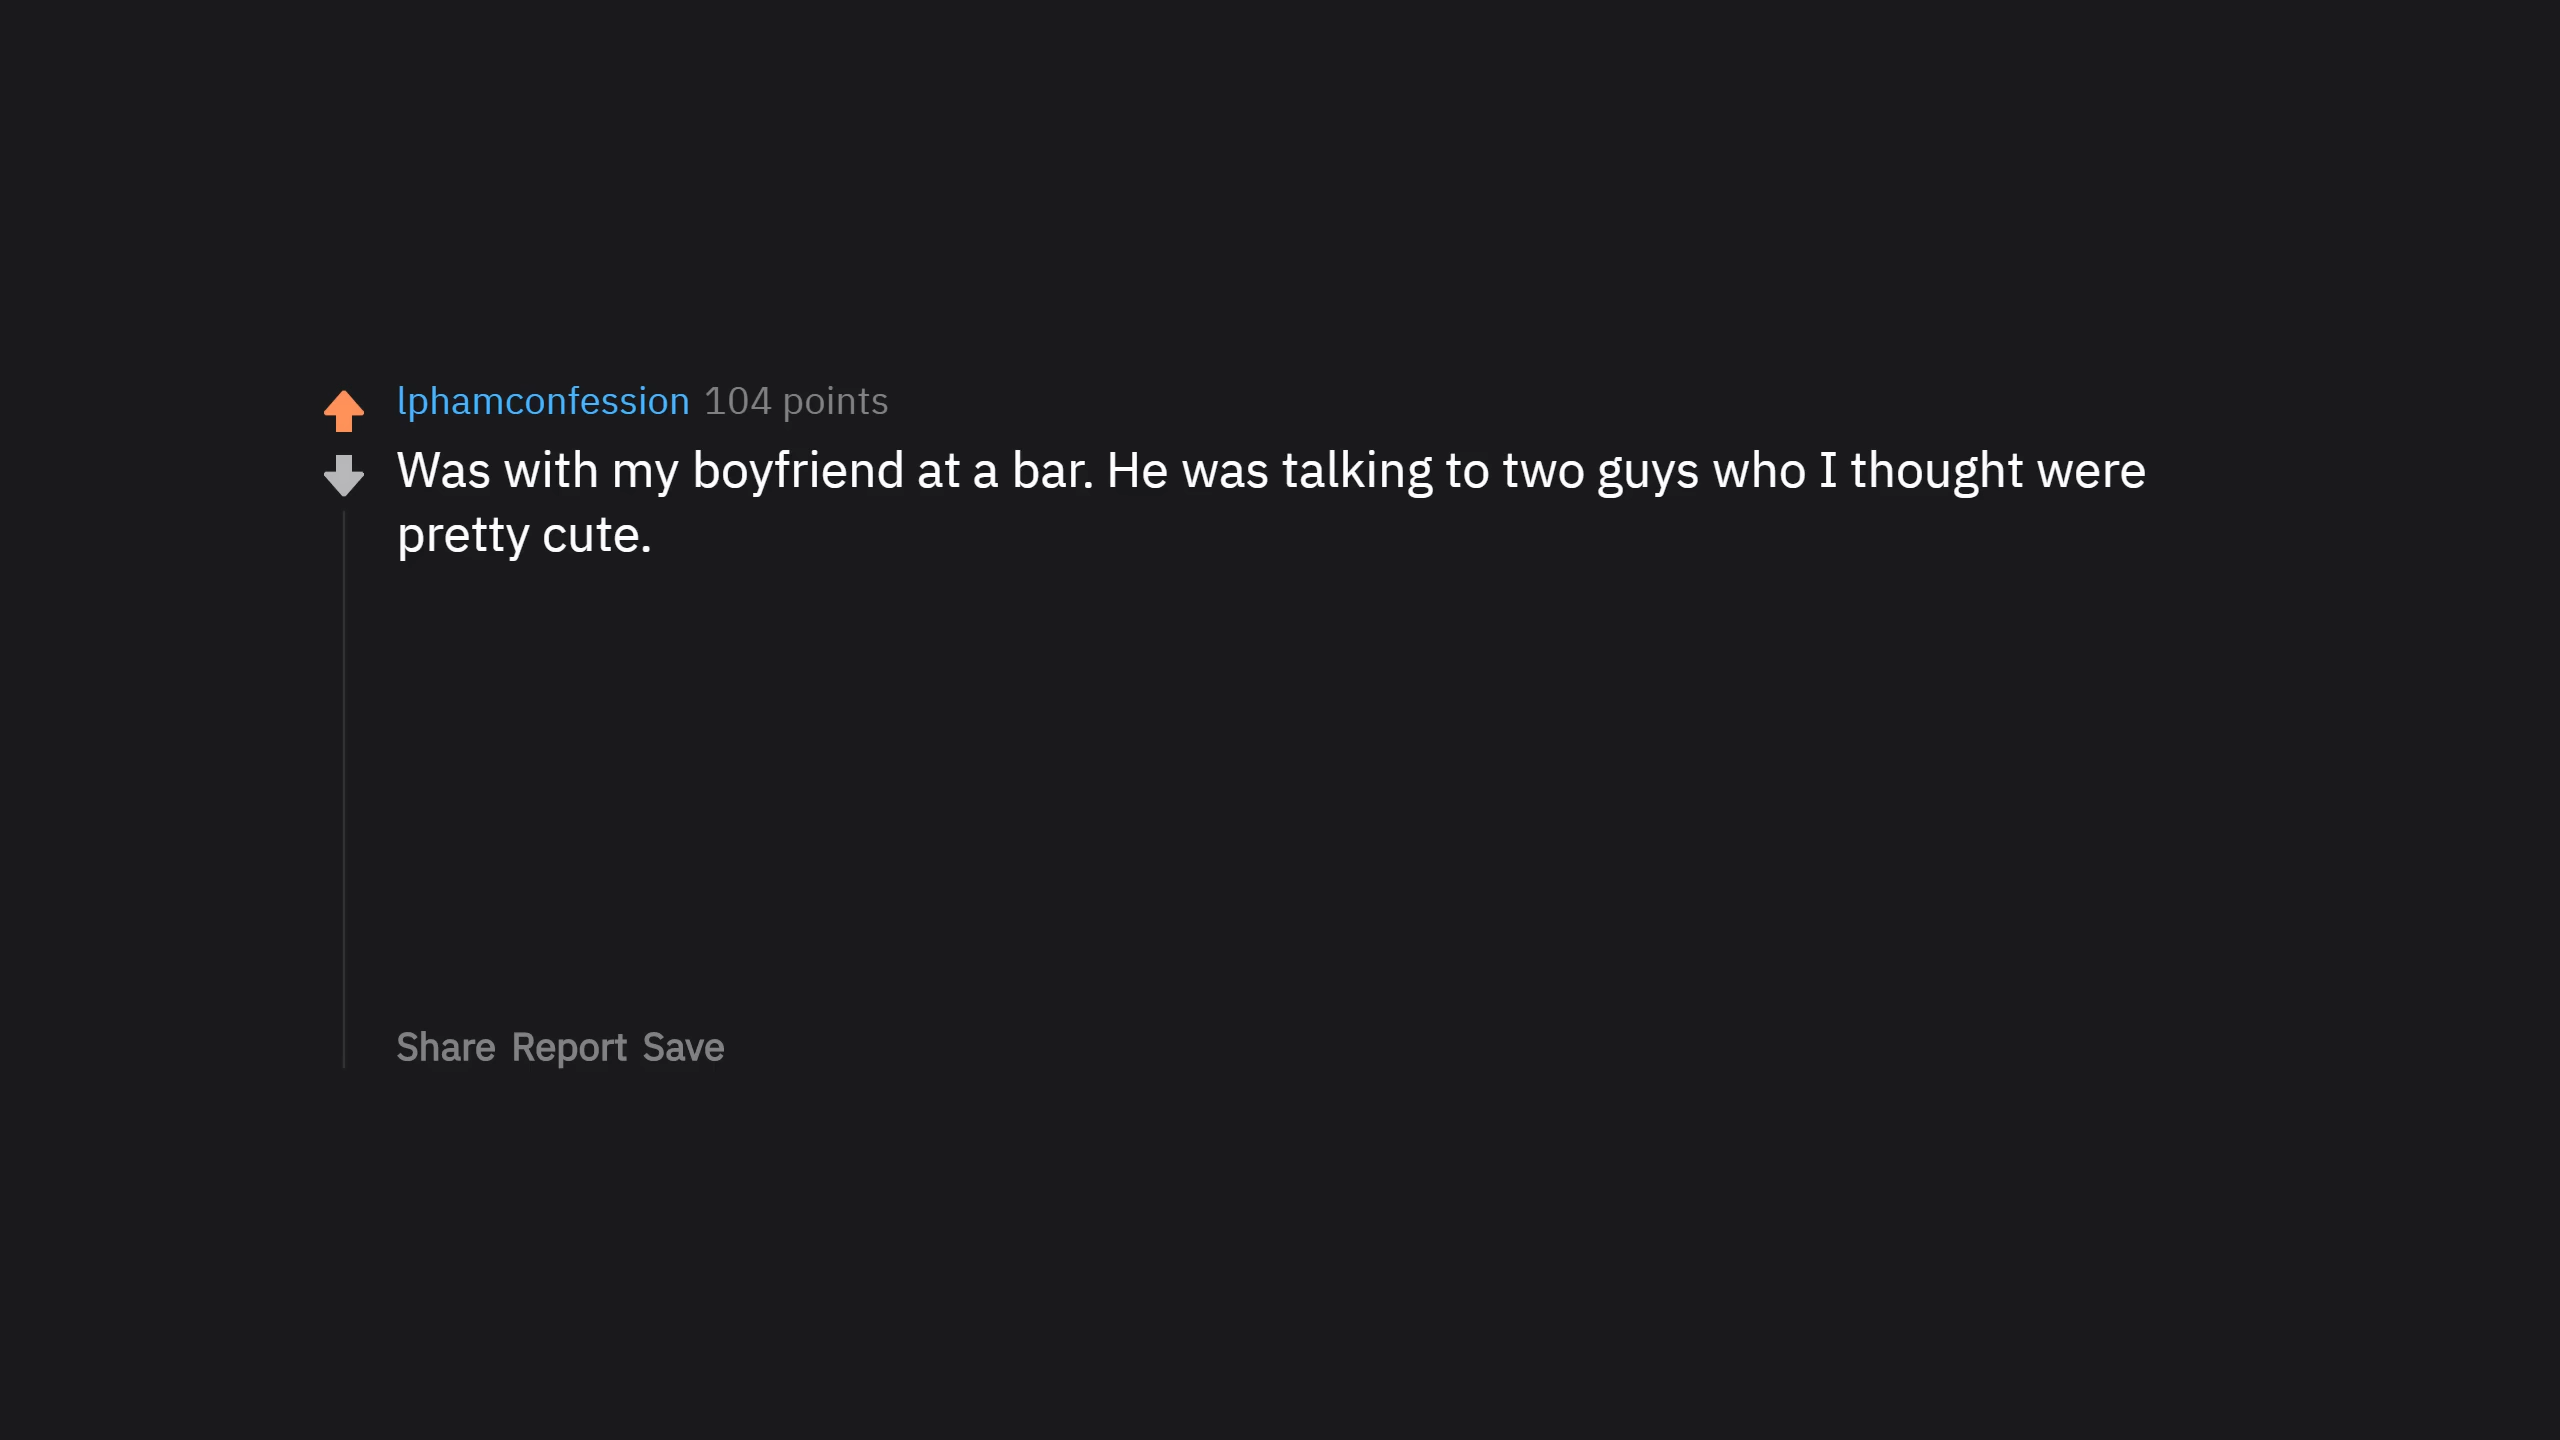 lphamconfession 104 points
Was with my boyfriend at a bar. He was talking to two guys who I thought were
pretty cute.
Share Report Save